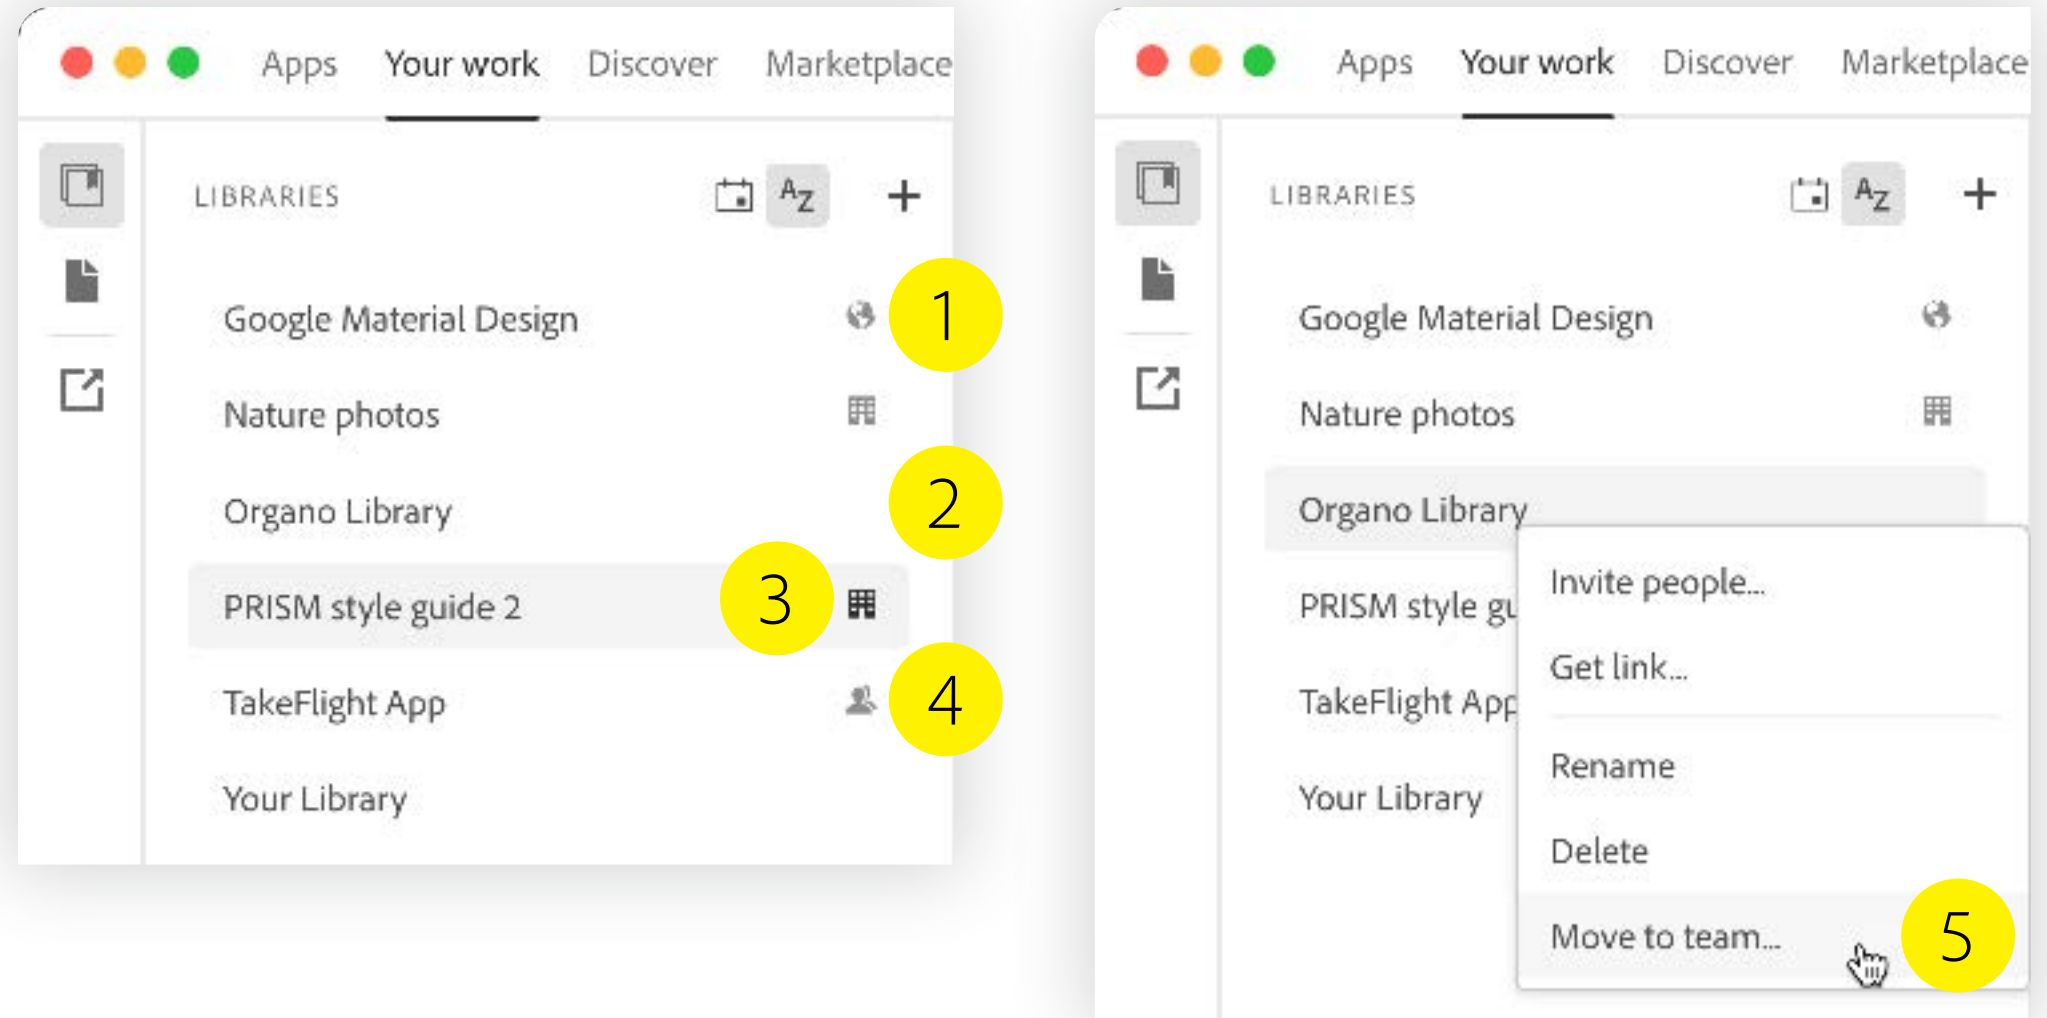 Apps Your work Discover Marketplace
LIBRARIES AZ +
Google Material Design 1
Nature photos
Organo Library 2
PRISM style guide 2 3
TakeFlight App 4
Your Library
Apps Your work Discover Marketplace
LIBRARIES AZ +
Google Material Design
Nature photos
Organo Library
Invite people...
PRISM style gu
Get link...
TakeFlight App
Rename
Your Library
Delete
Move to team... 5